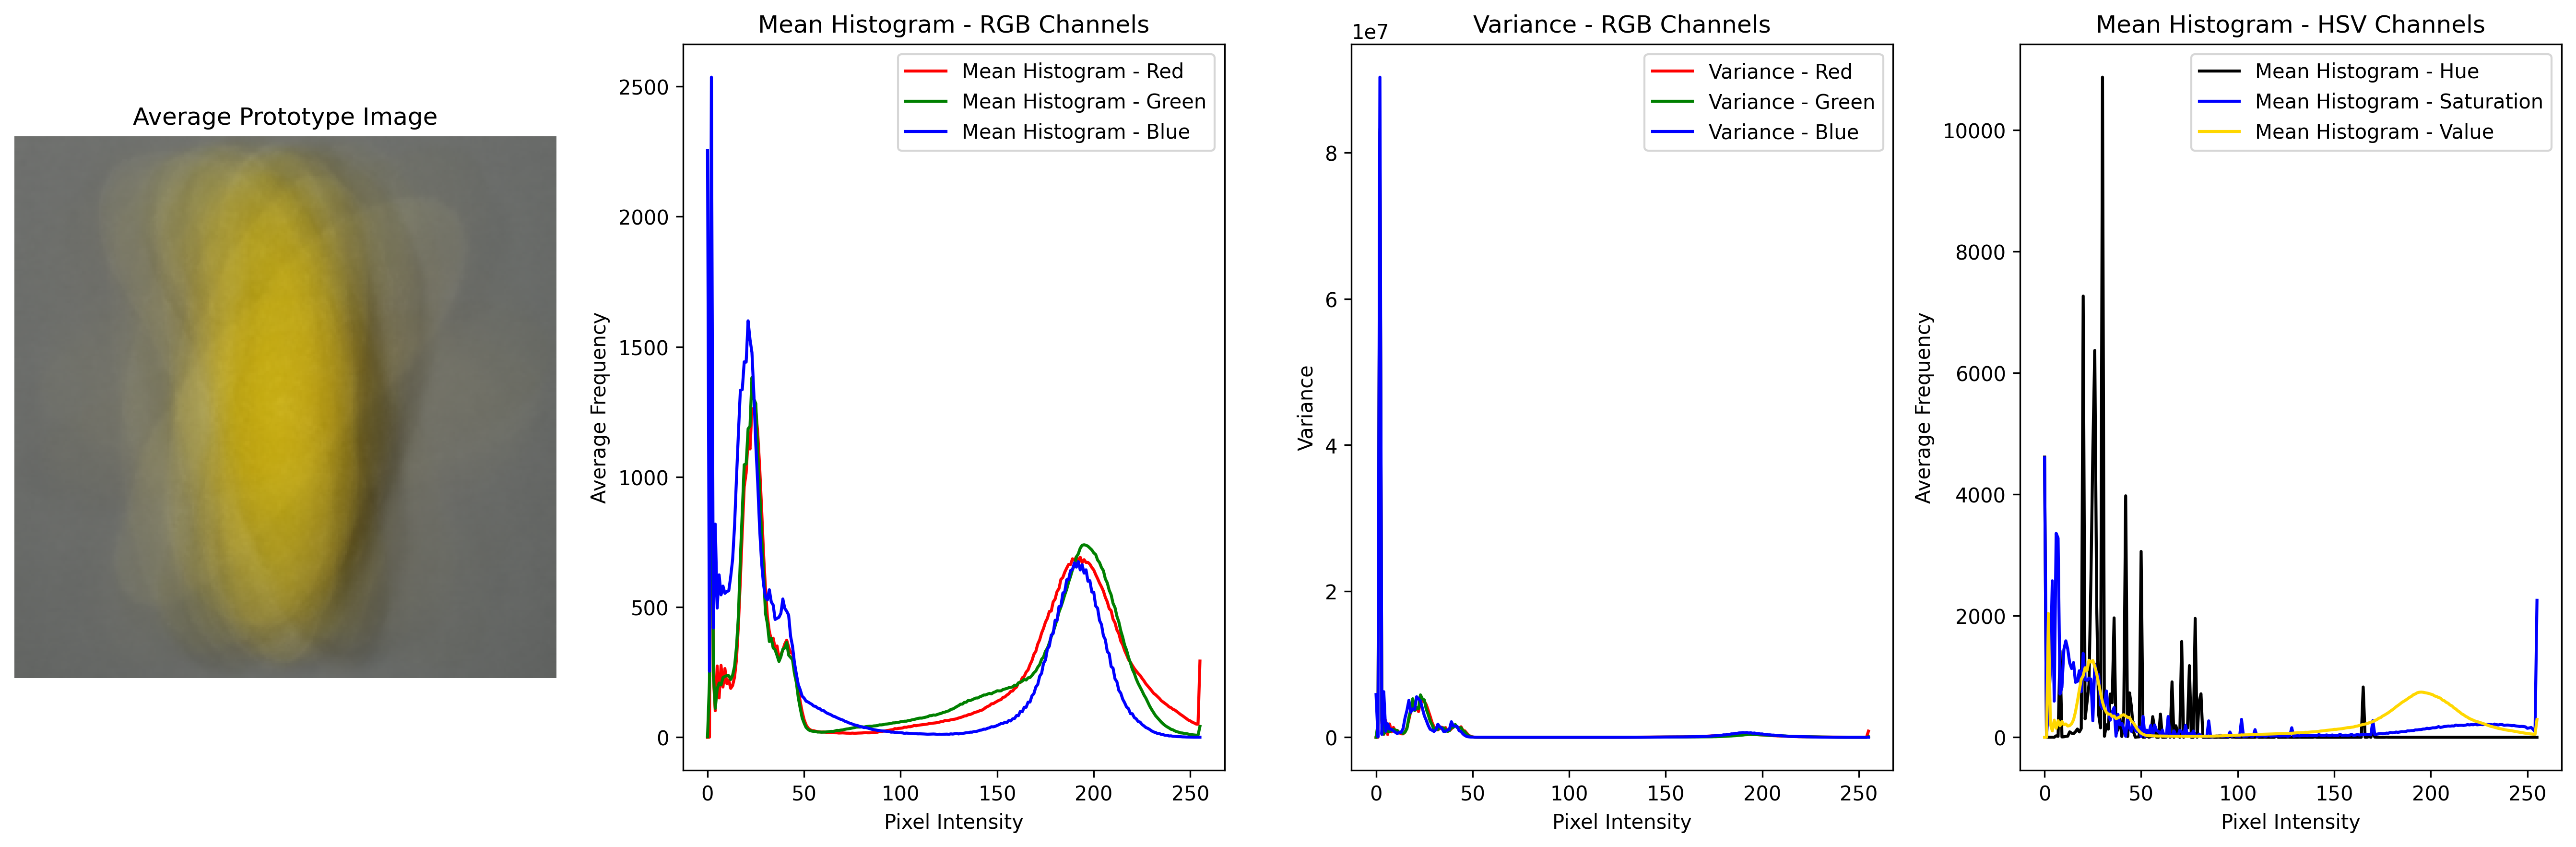 Average Prototype Image
Mean Histogram - RGB Channels
Mean Histogram - Red
Mean Histogram - Green
Mean Histogram - Blue
Average Frequency
2500
2000
1500
1000
500
0
0 50 100 150 200 250
Pixel Intensity
Variance - RGB Channels
1e7
Variance - Red
Variance - Green
Variance - Blue
Variance
8
6
4
2
0
0 50 100 150 200 250
Pixel Intensity
Mean Histogram - HSV Channels
Mean Histogram - Hue
Mean Histogram - Saturation
Mean Histogram - Value
Average Frequency
10000
8000
6000
4000
2000
0
0 50 100 150 200 250
Pixel Intensity